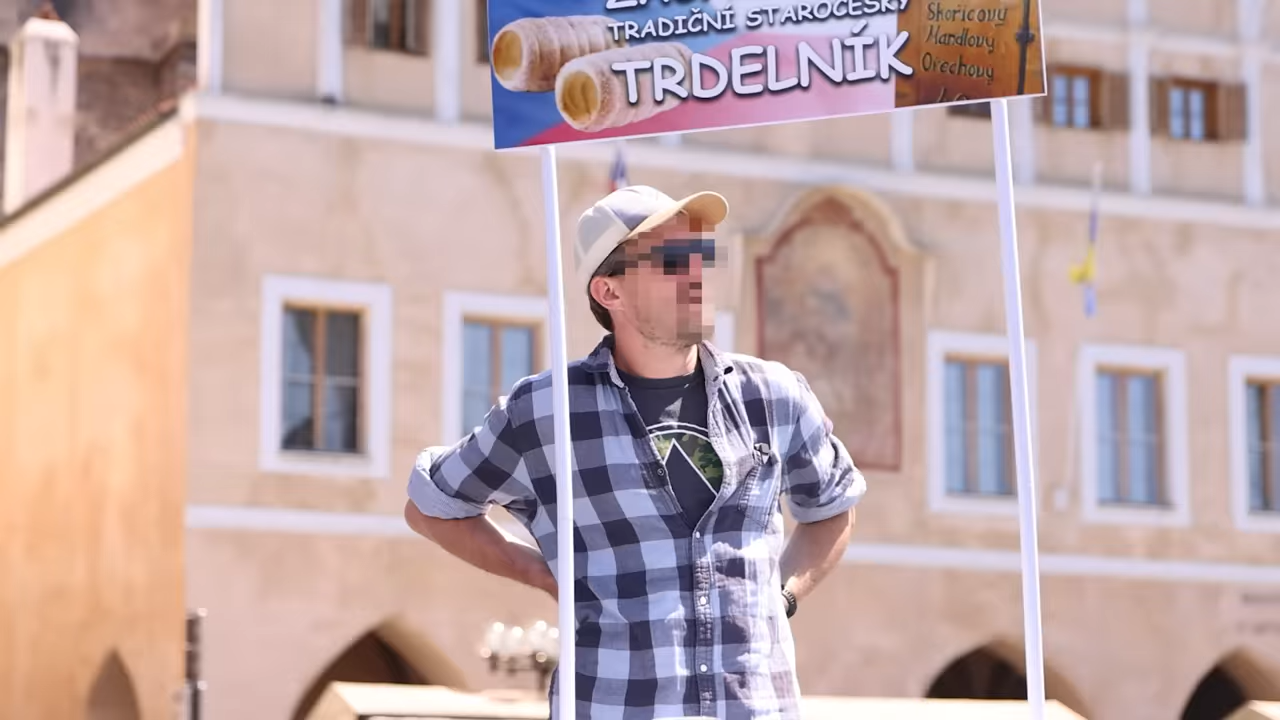 TRADIČNÍ STAROČESKÝ
TRDELNÍK
Skořicový
Mandlový
Ořechový